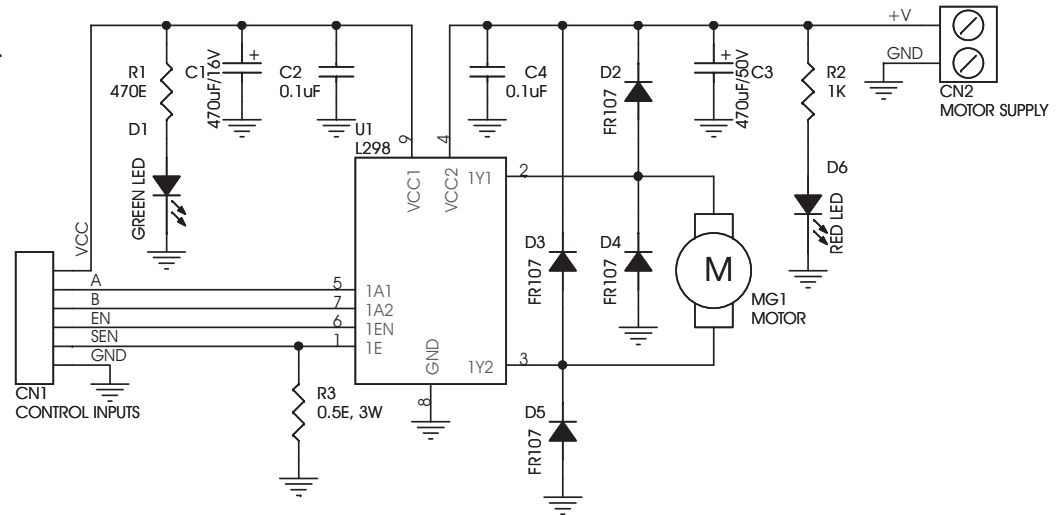 +V
GND
CN2
MOTOR SUPPLY
R1
470E
C1
470uF/16V
+
C2
0.1uF
C4
0.1uF
D2
FR107
+
470uF/50V
C3
R2
1K
D1
GREEN LED
U1
L298
9
4
VCC1
VCC2
1Y1
2
D6
RED LED
VCC
D3
FR107
D4
FR107
M
MG1
MOTOR
A
5
1A1
B
7
1A2
EN
6
1EN
SEN
1
1E
GND
GND
8
1Y2
3
CN1
CONTROL INPUTS
R3
0.5E, 3W
D5
FR107